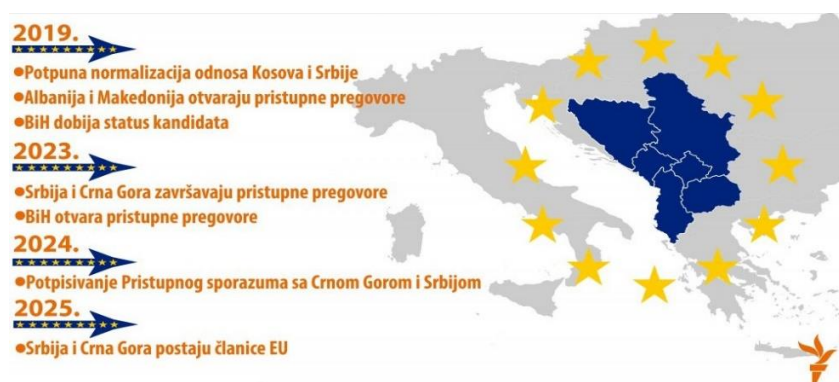 2019.
•Potpuna normalizacija odnosa Kosova i Srbije
•Albanija i Makedonija otvaraju pristupne pregovore
•BiH dobija status kandidata
2023.
•Srbija i Crna Gora završavaju pristupne pregovore
•BiH otvara pristupne pregovore
2024.
•Potpisivanje Pristupnog sporazuma sa Crnom Gorom i Srbijom
2025.
•Srbija i Crna Gora postaju članice EU